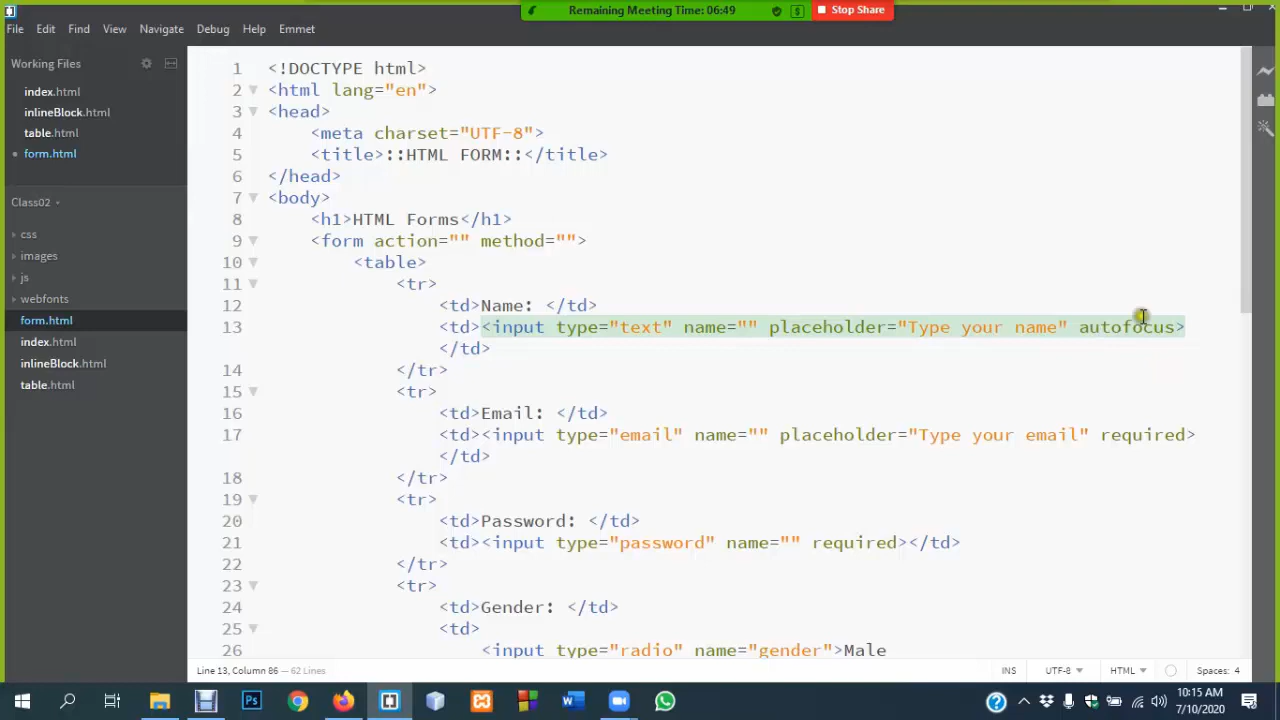 Remaining Meeting Time: 06:49
Stop Share
File Edit Find View Navigate Debug Help Emmet
Working Files
index.html
inlineBlock.html
table.html
form.html
Class02
css
images
js
webfonts
form.html
index.html
inlineBlock.html
table.html
1 <!DOCTYPE html>
2 <html lang="en">
3 <head>
4 <meta charset="UTF-8">
5 <title>::HTML FORM::</title>
6 </head>
7 <body>
8 <h1>HTML Forms</h1>
9 <form action="" method="">
10 <table>
11 <tr>
12 <td>Name: </td>
13 <td><input type="text" name="" placeholder="Type your name" autofocus>
</td>
14 </tr>
15 <tr>
16 <td>Email: </td>
17 <td><input type="email" name="" placeholder="Type your email" required>
</td>
18 </tr>
19 <tr>
20 <td>Password: </td>
21 <td><input type="password" name="" required></td>
22 </tr>
23 <tr>
24 <td>Gender: </td>
25 <td>
26 <input type="radio" name="gender">Male
Line 13, Column 86 — 62 Lines
INS UTF-8 HTML Spaces: 4
10:15 AM
7/10/2020